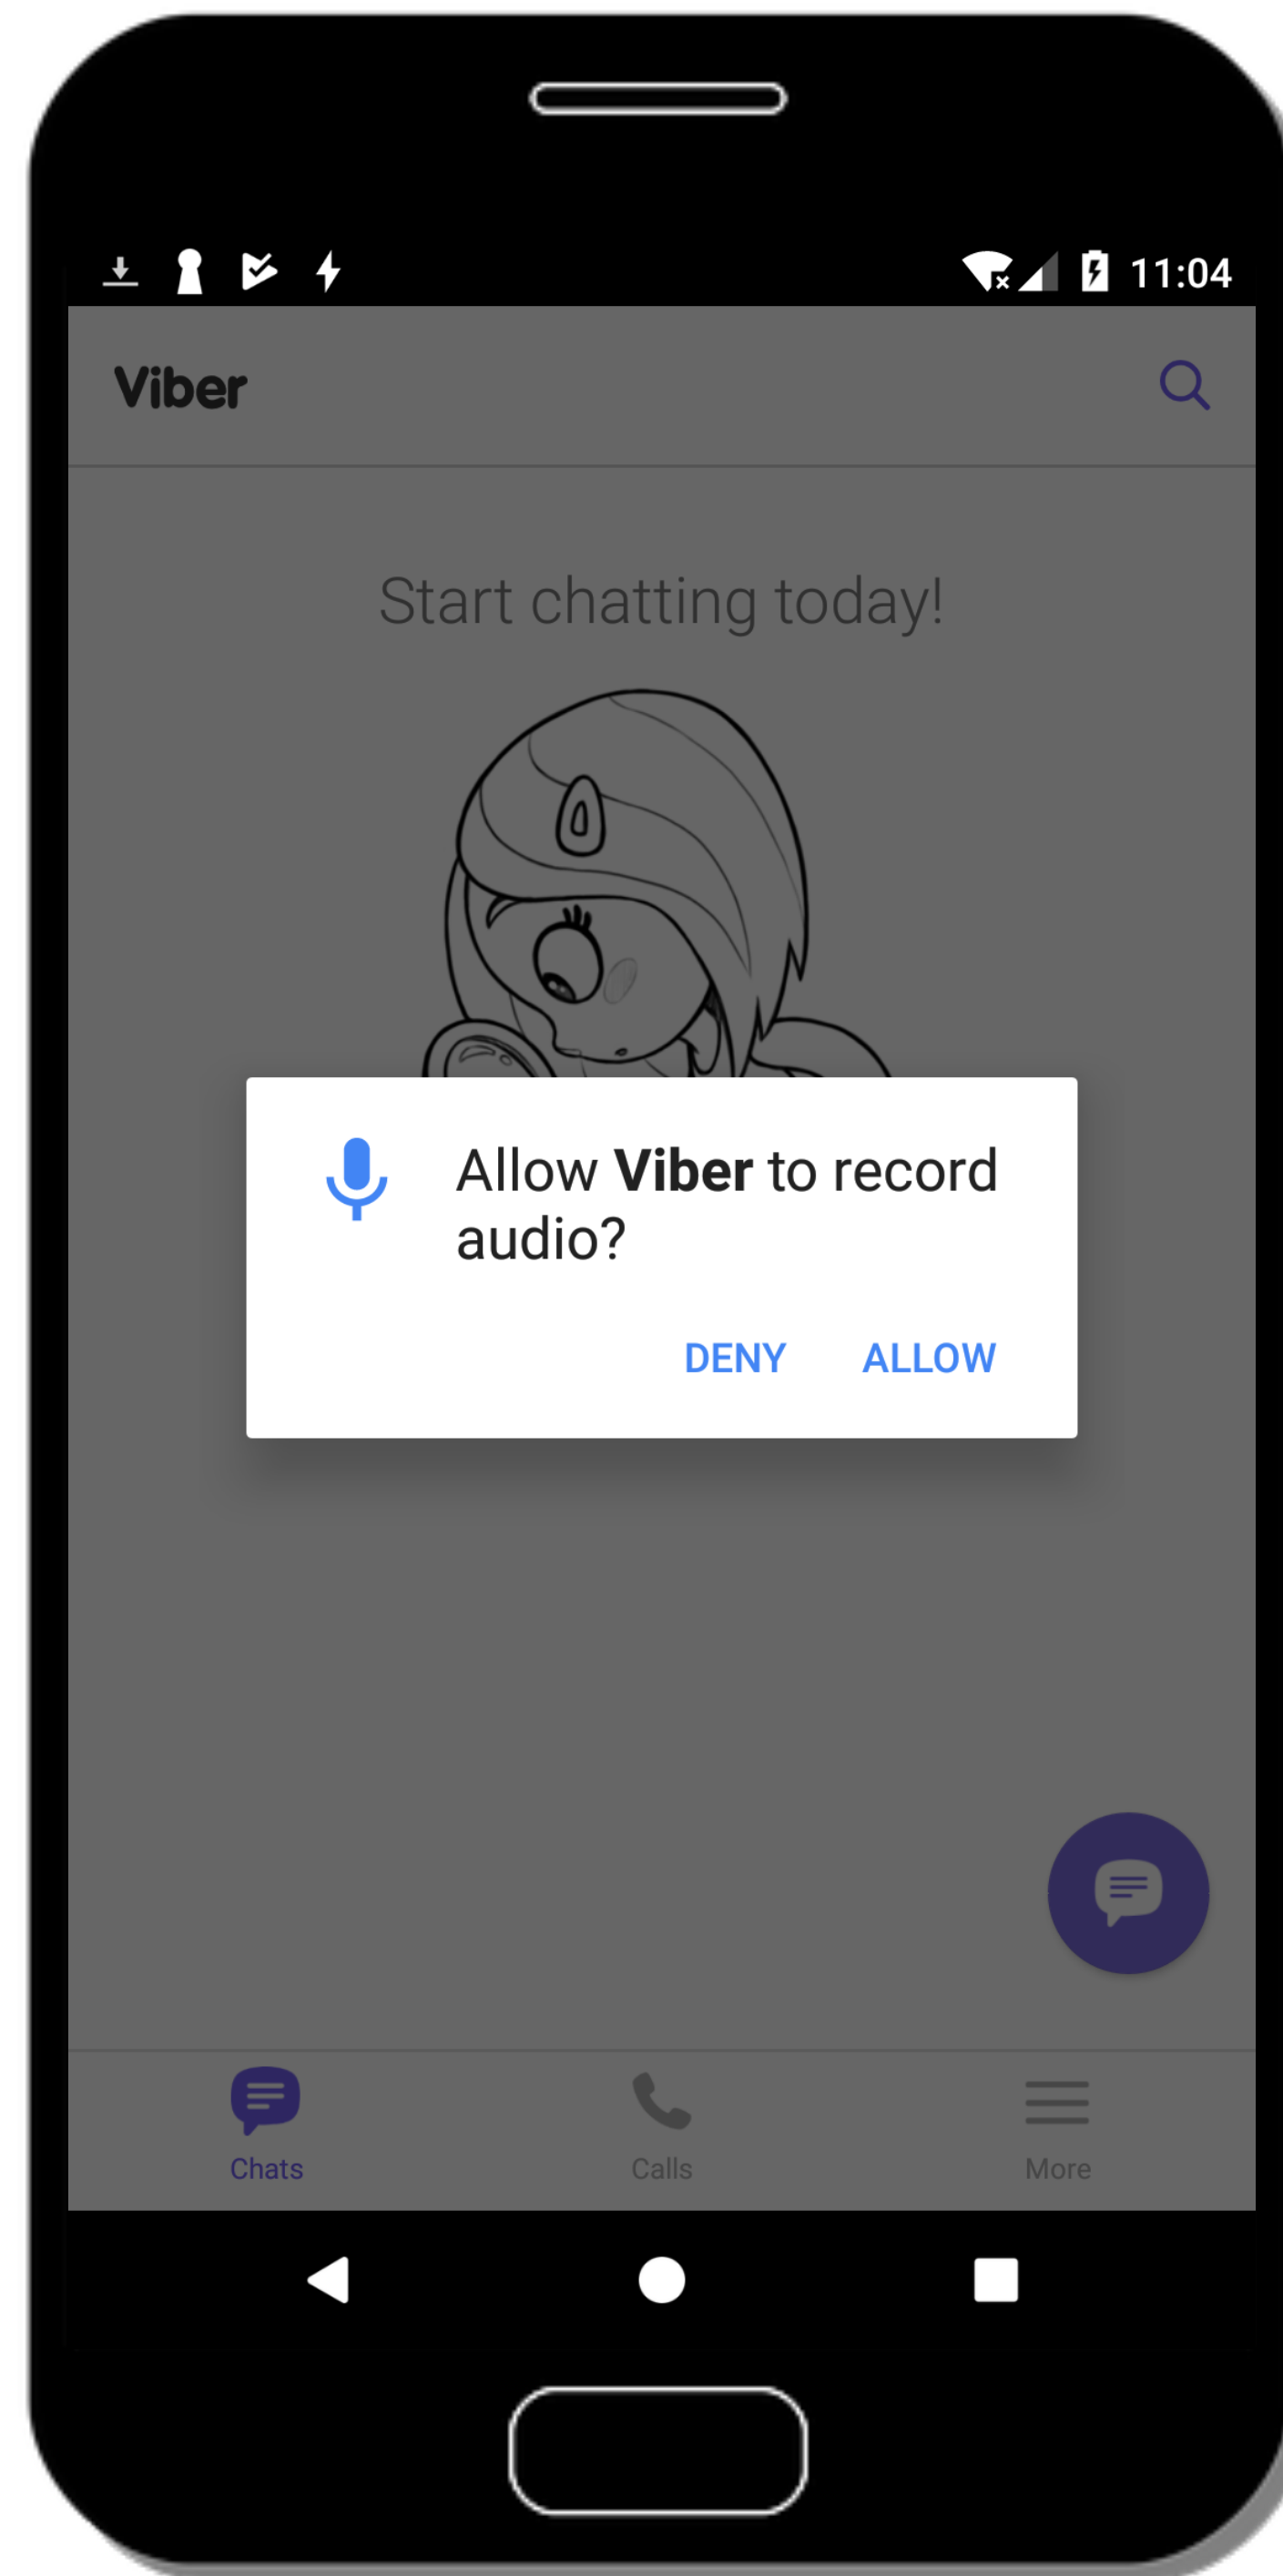 11:04
Viber
Start chatting today!
Allow Viber to record
audio?
DENY ALLOW
Chats Calls More